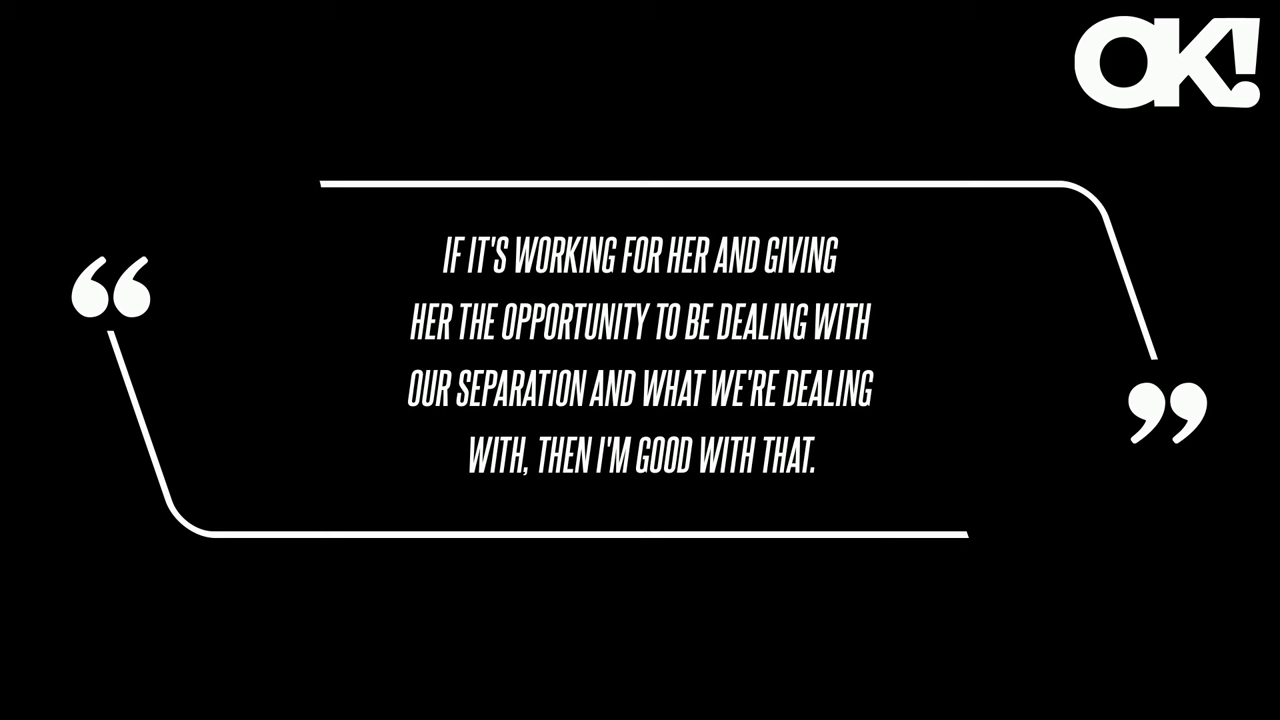 OK!
“
IF IT'S WORKING FOR HER AND GIVING
HER THE OPPORTUNITY TO BE DEALING WITH
OUR SEPARATION AND WHAT WE'RE DEALING
WITH, THEN I'M GOOD WITH THAT.
”